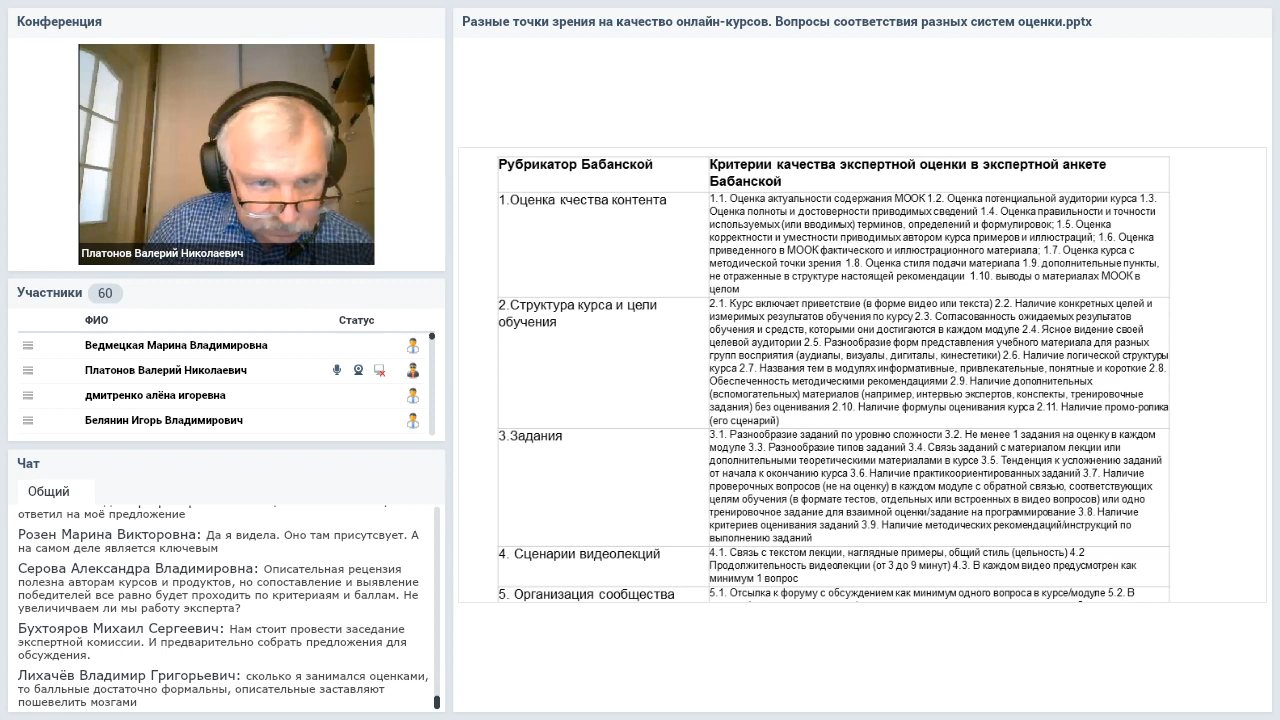 Конференция
Платонов Валерий Николаевич
Участники 60
ФИО Статус
Ведмецкая Марина Владимировна
Платонов Валерий Николаевич
дмитренко алёна игоревна
Белянин Игорь Владимирович
Чат
Общий
ответил на моё предложение
Розен Марина Викторовна: Да я видела. Оно там присутсвует. А
на самом деле является ключевым
Серова Александра Владимировна: Описательная рецензия
полезна авторам курсов и продуктов, но сопоставление и выявление
победителей все равно будет проходить по критериям и баллам. Не
увеличичваем ли мы работу эксперта?
Бухтояров Михаил Сергеевич: Нам стоит провести заседание
экспертной комиссии. И предварительно собрать предложения для
обсуждения.
Лихачёв Владимир Григорьевич: сколько я занимался оценками,
то балльные достаточно формальны, описательные заставляют
пошевелить мозгами
Разные точки зрения на качество онлайн-курсов. Вопросы соответствия разных систем оценки.pptx
Рубрикатор Бабанской
Критерии качества экспертной оценки в экспертной анкете
Бабанской
1.Оценка кчества контента
1.1. Оценка актуальности содержания МООК 1.2. Оценка потенциальной аудитории курса 1.3.
Оценка полноты и достоверности приводимых сведений 1.4. Оценка правильности и точности
используемых (или вводимых) терминов, определений и формулировок; 1.5. Оценка
корректности и уместности приводимых автором курса примеров и иллюстраций; 1.6. Оценка
приведенного в МООК фактического и иллюстрационного материала; 1.7. Оценка курса с
методической точки зрения 1.8. Оценка стиля подачи материала 1.9. дополнительные пункты,
не отраженные в структуре настоящей рекомендации 1.10. выводы о материалах МООК в
целом
2.Структура курса и цели
обучения
2.1. Курс включает приветствие (в форме видео или текста) 2.2. Наличие конкретных целей и
измеримых результатов обучения по курсу 2.3. Согласованность ожидаемых результатов
обучения и средств, которыми они достигаются в каждом модуле 2.4. Ясное видение своей
целевой аудитории 2.5. Разнообразие форм представления учебного материала для разных
групп восприятия (аудиалы, визуалы, дигиталы, кинестетики) 2.6. Наличие логической структуры
курса 2.7. Названия тем в модулях информативные, привлекательные, понятные и короткие 2.8.
Обеспеченность методическими рекомендациями 2.9. Наличие дополнительных
(вспомогательных) материалов (например, интервью экспертов, конспекты, тренировочные
задания) без оценивания 2.10. Наличие формулы оценивания курса 2.11. Наличие промо-ролика
(его сценарий)
3.Задания
3.1. Разнообразие заданий по уровню сложности 3.2. Не менее 1 задания на оценку в каждом
модуле 3.3. Разнообразие типов заданий 3.4. Связь заданий с материалом лекции или
дополнительными теоретическими материалами в курсе 3.5. Тенденция к усложнению заданий
от начала к окончанию курса 3.6. Наличие практикоориентированных заданий 3.7. Наличие
проверочных вопросов (не на оценку) в каждом модуле с обратной связью, соответствующих
целям обучения (в формате тестов, отдельных или встроенных в видео вопросов) или одно
тренировочное задание для взаимной оценки/задание на программирование 3.8. Наличие
критериев оценивания заданий 3.9. Наличие методических рекомендаций/инструкций по
выполнению заданий
4. Сценарии видеолекций
4.1. Связь с текстом лекции, наглядные примеры, общий стиль (цельность) 4.2
Продолжительность видеолекции (от 3 до 9 минут) 4.3. В каждом видео предусмотрен как
минимум 1 вопрос
5. Организация сообщества
5.1. Отсылка к форуму с обсуждением как минимум одного вопроса в курсе/модуле 5.2. В